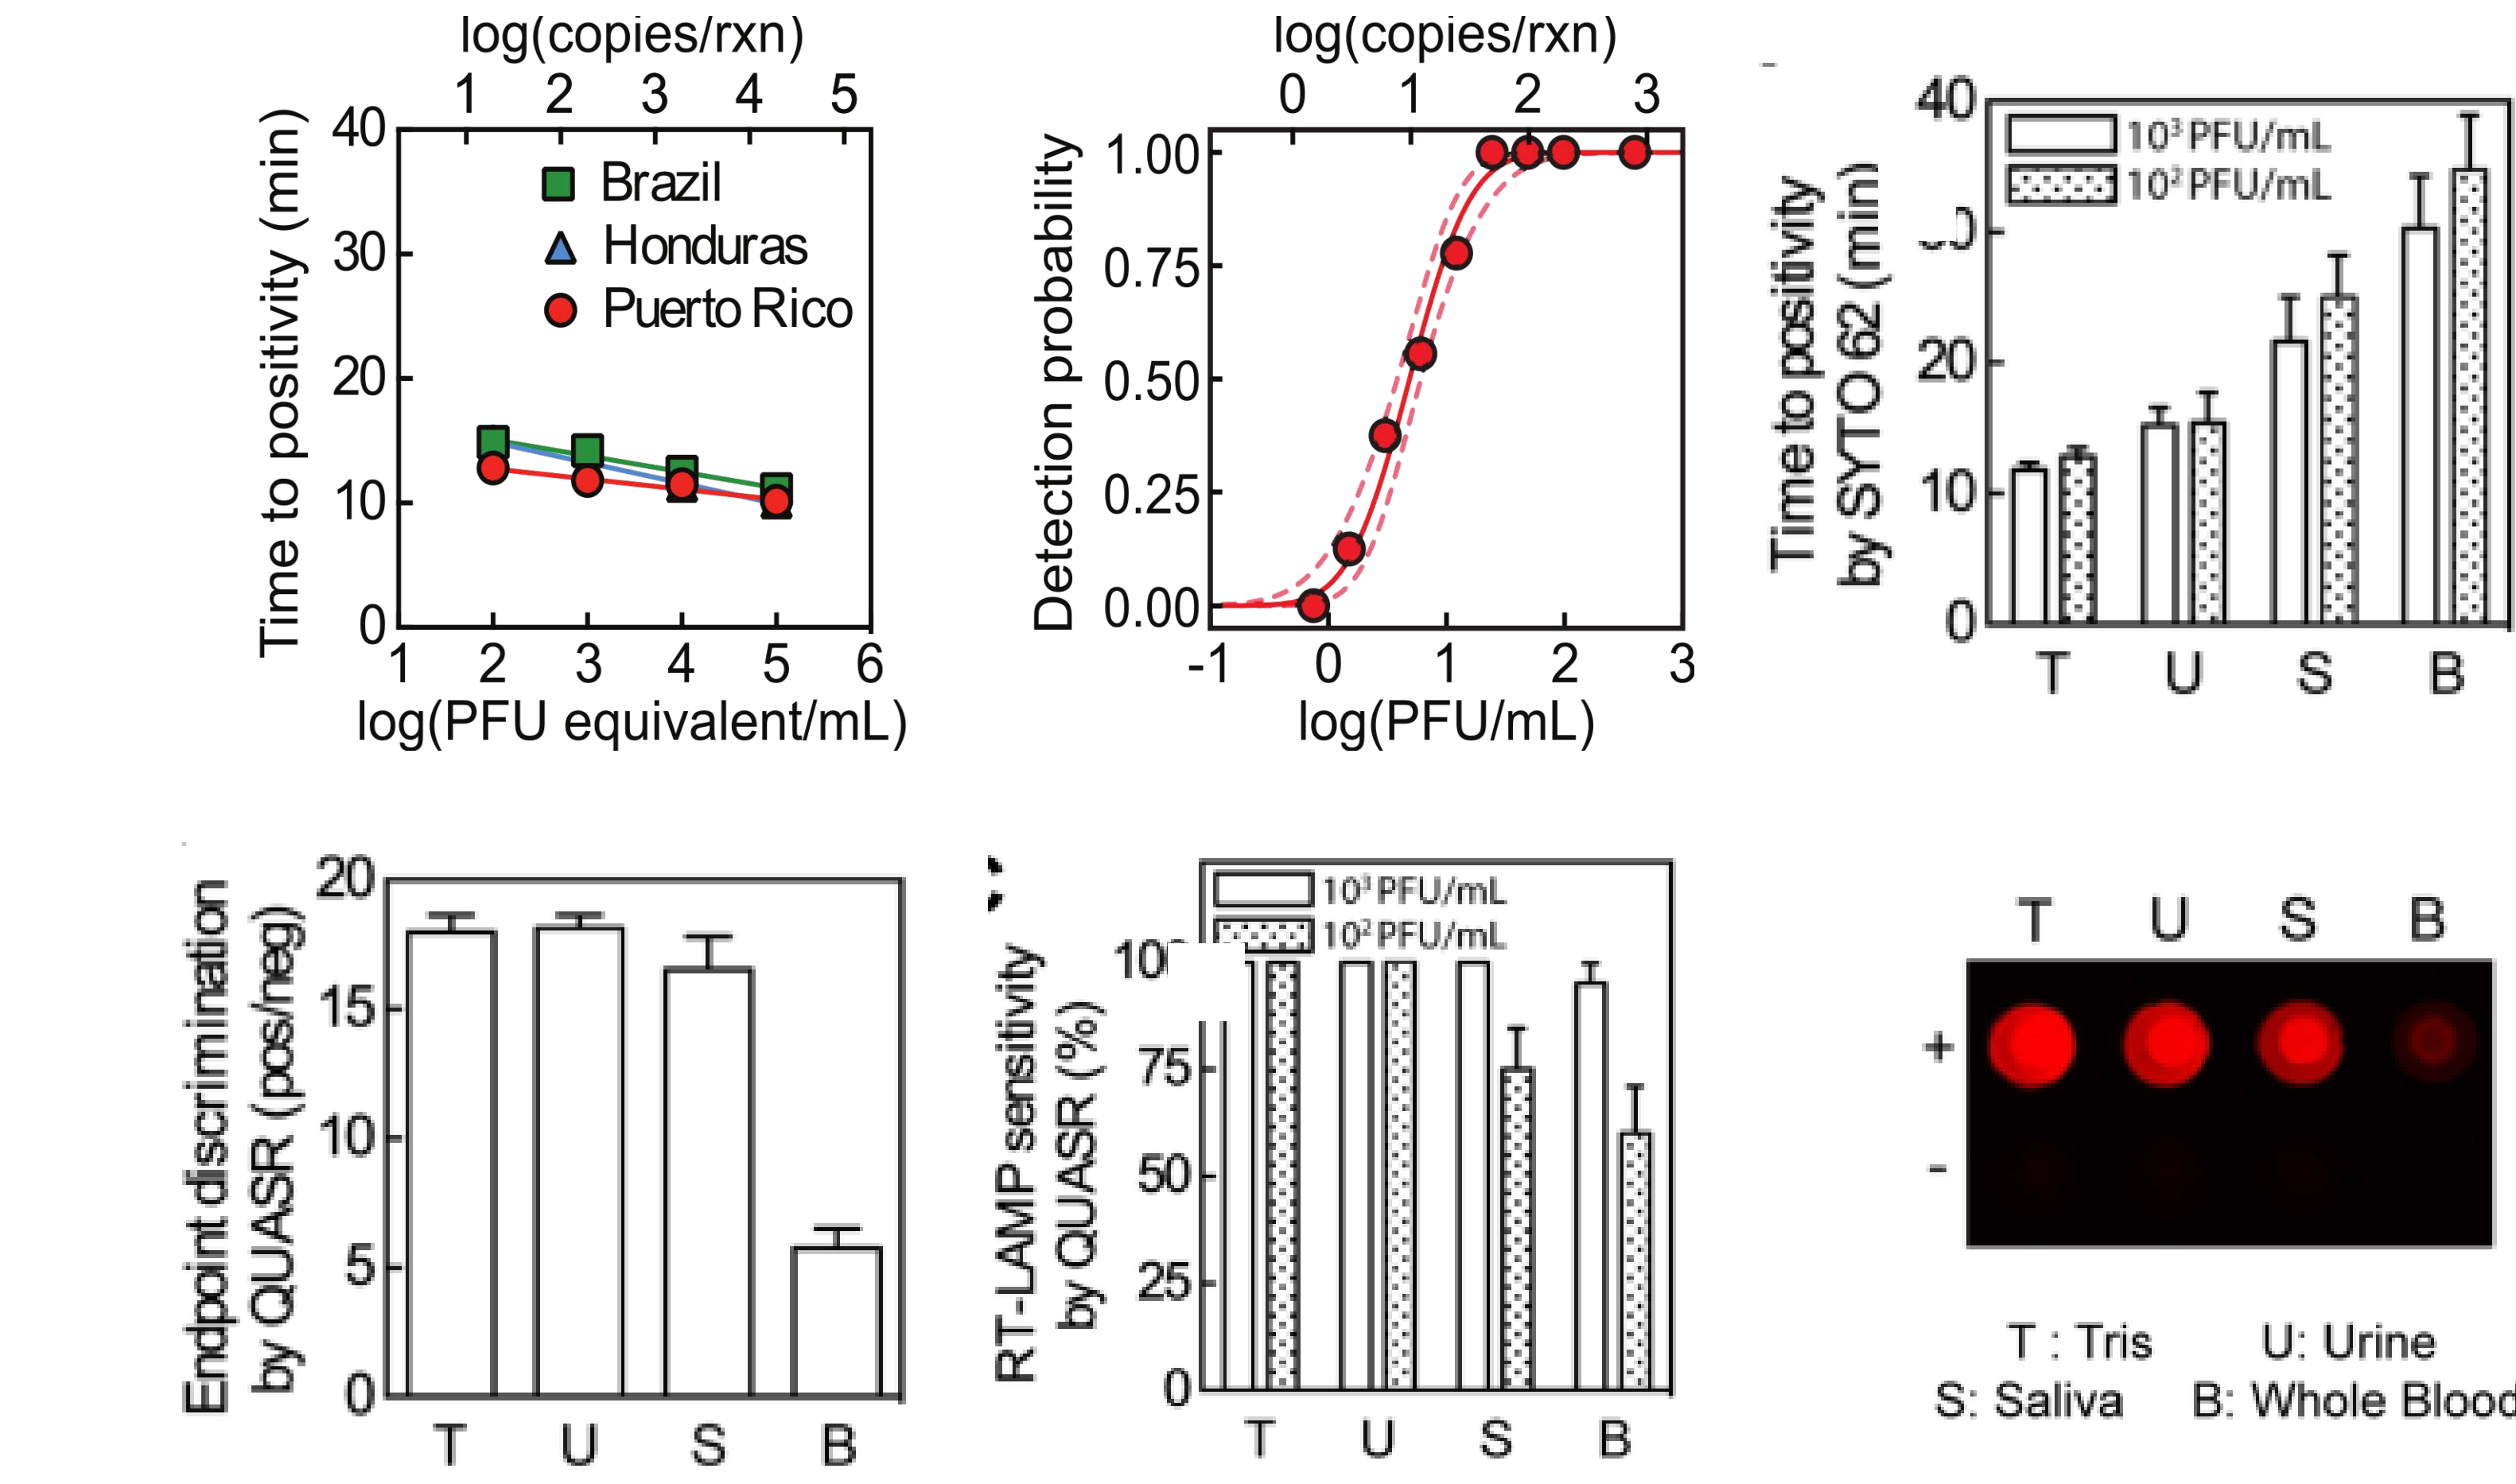 log(copies/rxn)
1 2 3 4 5
40
30
20
10
0
Time to positivity (min)
Brazil
Honduras
Puerto Rico
1 2 3 4 5 6
log(PFU equivalent/mL)
log(copies/rxn)
0 1 2 3
1.00
0.75
0.50
0.25
0.00
Detection probability
-1 0 1 2 3
log(PFU/mL)
40
20
10
0
Time to positivity
by SYTO 62 (min)
10³ PFU/mL
10² PFU/mL
T U S B
20
15
10
5
0
Endpoint discrimination
by QUASR (pos/neg)
T U S B
10³ PFU/mL
10² PFU/mL
75
50
25
0
RT-LAMP sensitivity
by QUASR (%)
T U S B
T U S B
+
-
T : Tris U: Urine
S: Saliva B: Whole Blood